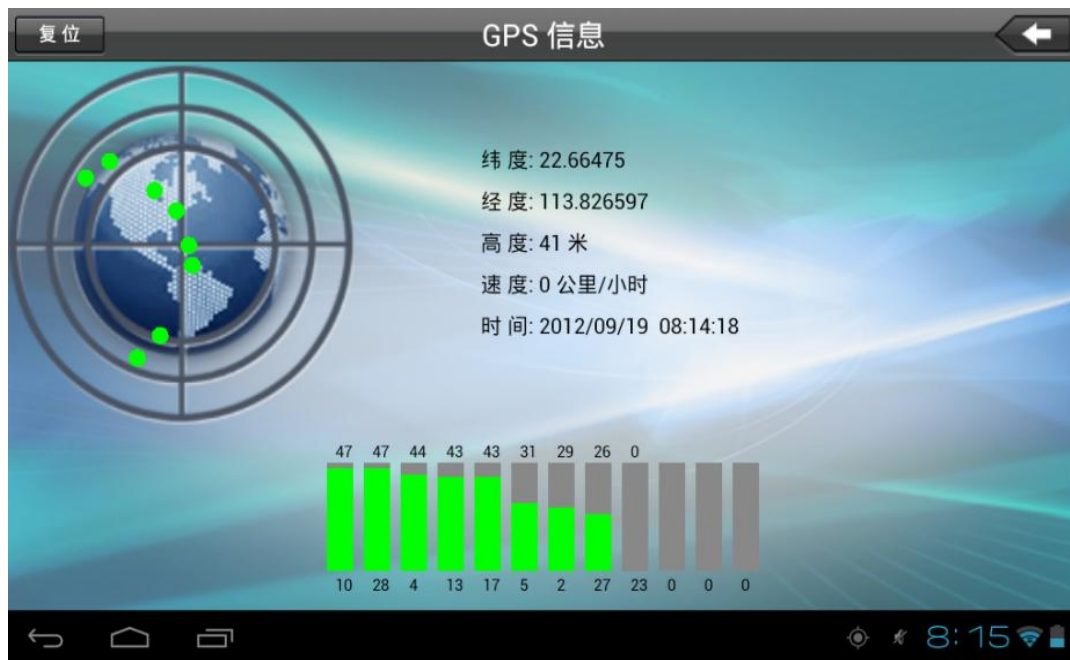 复位
GPS 信息
纬 度: 22.66475
经 度: 113.826597
高 度: 41 米
速 度: 0 公里/小时
时 间: 2012/09/19 08:14:18
47 47 44 43 43 31 29 26 0
10 28 4 13 17 5 2 27 23 0 0 0
8:15